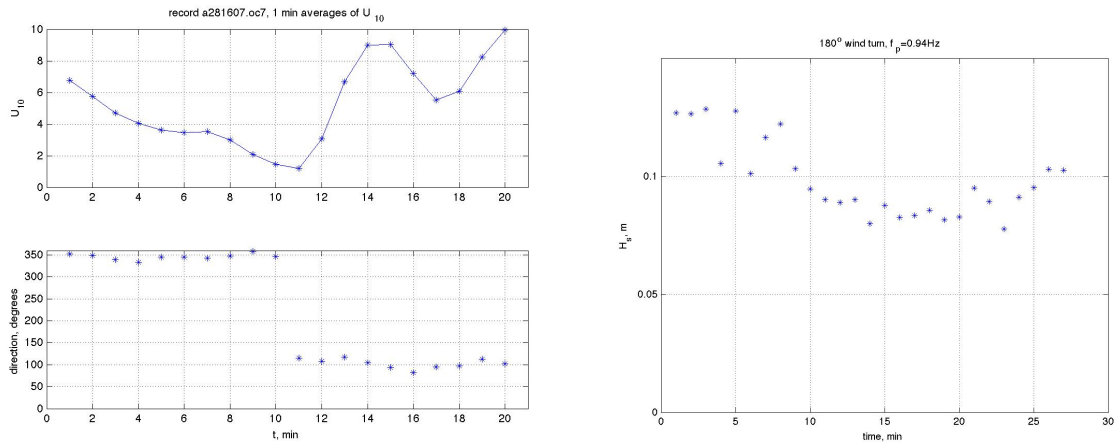 record a281607.oc7, 1 min averages of U 10
10
8
6
4
2
0
U10
0 2 4 6 8 10 12 14 16 18 20
350
300
250
200
150
100
50
0
direction, degrees
0 2 4 6 8 10 12 14 16 18 20
t, min
180o wind turn, f p=0.94Hz
0.1
0.05
0
Hs, m
0 5 10 15 20 25 30
time, min